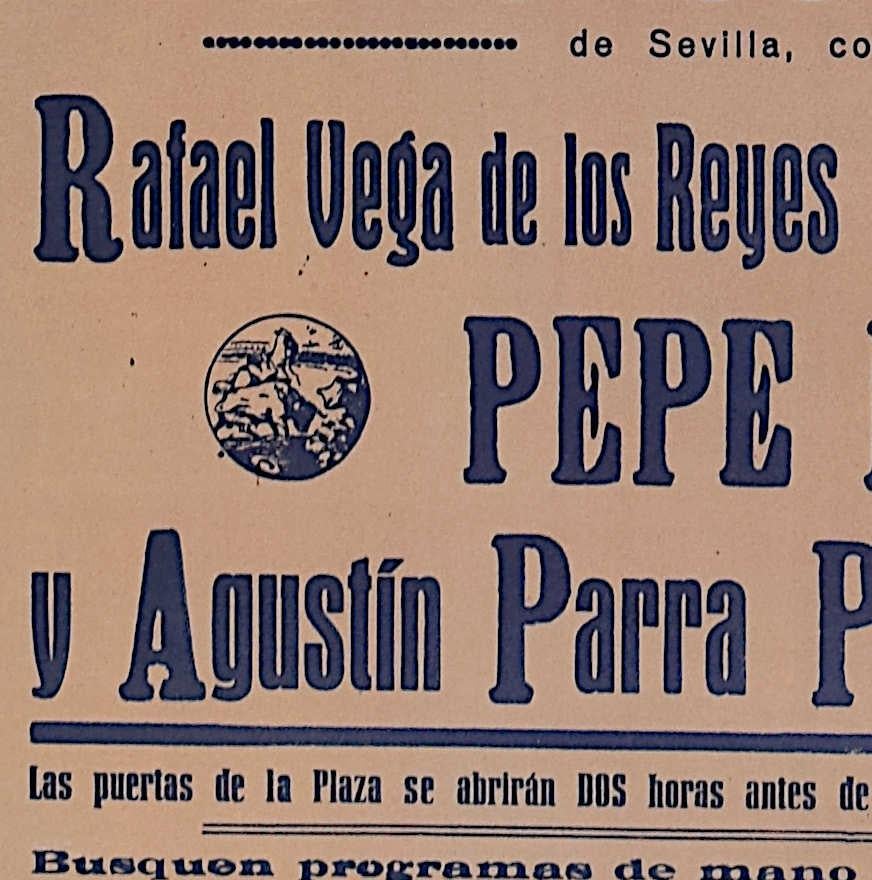 de Sevilla, co
Rafael Vega de los Reyes
PEPE
y Agustín Parra P
Las puertas de la Plaza se abrirán DOS horas antes de
Busquen programas de mano